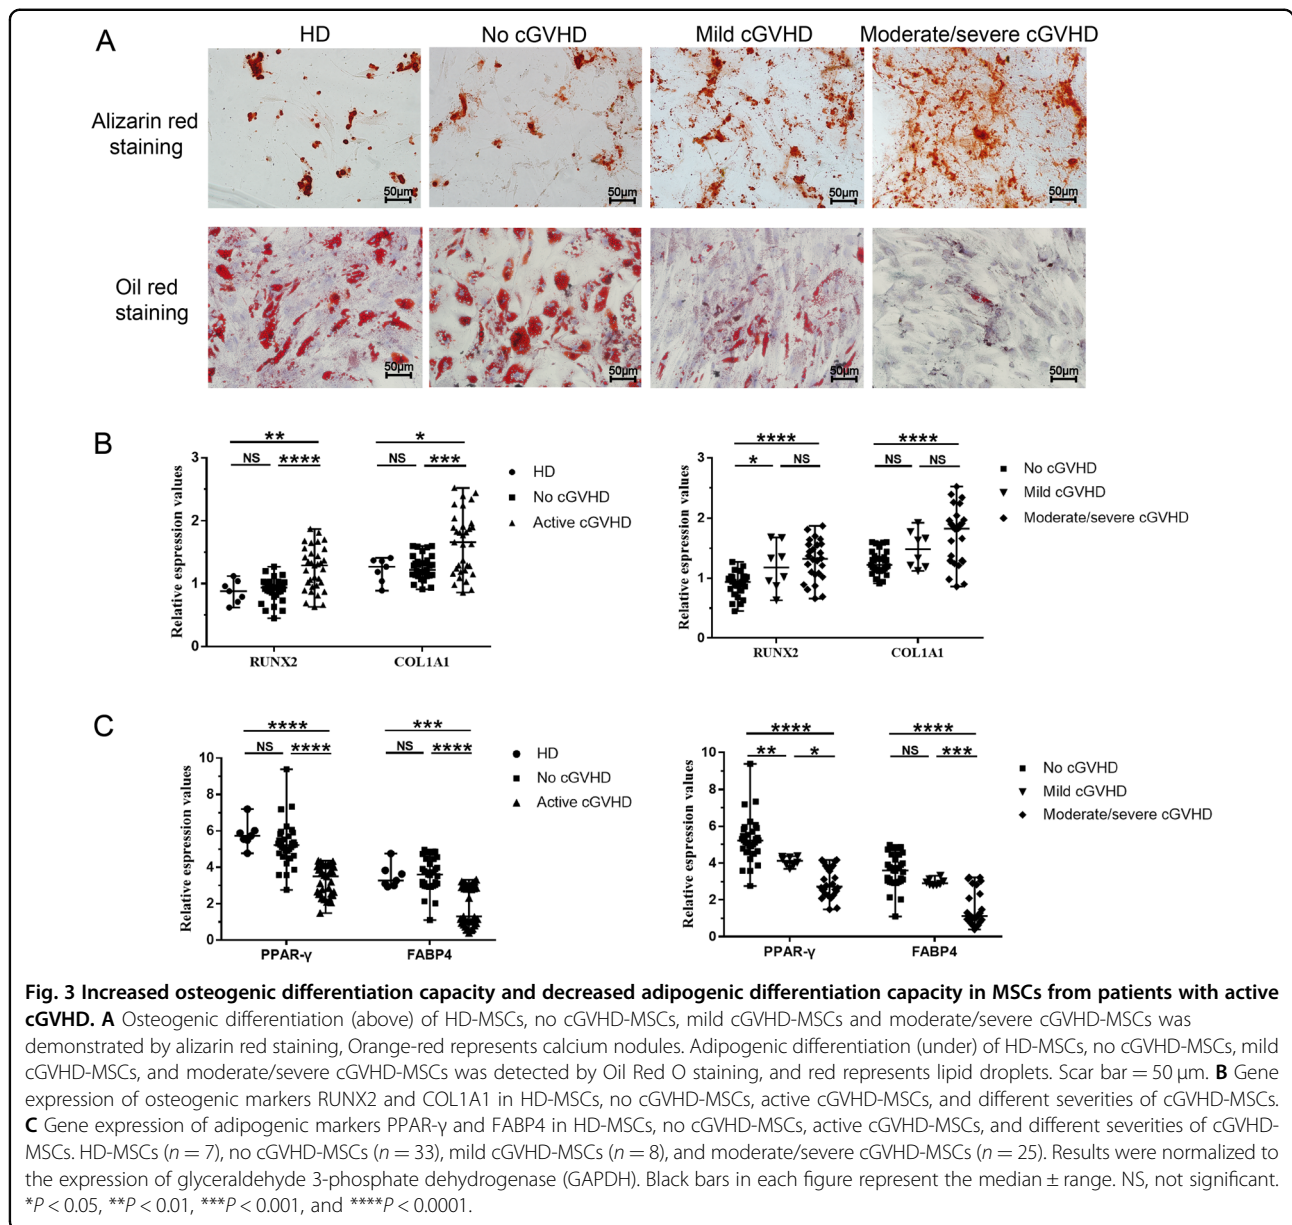 A
HD
No cGVHD
Mild cGVHD
Moderate/severe cGVHD
Alizarin red
staining
50µm
50µm
50µm
50µm
Oil red
staining
50µm
50µm
50µm
50µm
B
** *
NS **** NS ***
Relative espression values
3
2
1
0
RUNX2
COL1A1
HD
No cGVHD
Active cGVHD
**** ****
* NS NS NS
Relative espression values
3
2
1
0
RUNX2
COL1A1
No cGVHD
Mild cGVHD
Moderate/severe cGVHD
C
**** ***
NS **** NS ****
Relative espression values
10
8
6
4
2
0
PPAR-γ
FABP4
HD
No cGVHD
Active cGVHD
**** ****
** * NS ***
Relative espression values
10
8
6
4
2
0
PPAR-γ
FABP4
No cGVHD
Mild cGVHD
Moderate/severe cGVHD
Fig. 3 Increased osteogenic differentiation capacity and decreased adipogenic differentiation capacity in MSCs from patients with active
cGVHD. A Osteogenic differentiation (above) of HD-MSCs, no cGVHD-MSCs, mild cGVHD-MSCs and moderate/severe cGVHD-MSCs was
demonstrated by alizarin red staining, Orange-red represents calcium nodules. Adipogenic differentiation (under) of HD-MSCs, no cGVHD-MSCs, mild
cGVHD-MSCs, and moderate/severe cGVHD-MSCs was detected by Oil Red O staining, and red represents lipid droplets. Scar bar = 50 µm. B Gene
expression of osteogenic markers RUNX2 and COL1A1 in HD-MSCs, no cGVHD-MSCs, active cGVHD-MSCs, and different severities of cGVHD-MSCs.
C Gene expression of adipogenic markers PPAR-γ and FABP4 in HD-MSCs, no cGVHD-MSCs, active cGVHD-MSCs, and different severities of cGVHD-
MSCs. HD-MSCs (n = 7), no cGVHD-MSCs (n = 33), mild cGVHD-MSCs (n = 8), and moderate/severe cGVHD-MSCs (n = 25). Results were normalized to
the expression of glyceraldehyde 3-phosphate dehydrogenase (GAPDH). Black bars in each figure represent the median ± range. NS, not significant.
*P < 0.05, **P < 0.01, ***P < 0.001, and ****P < 0.0001.